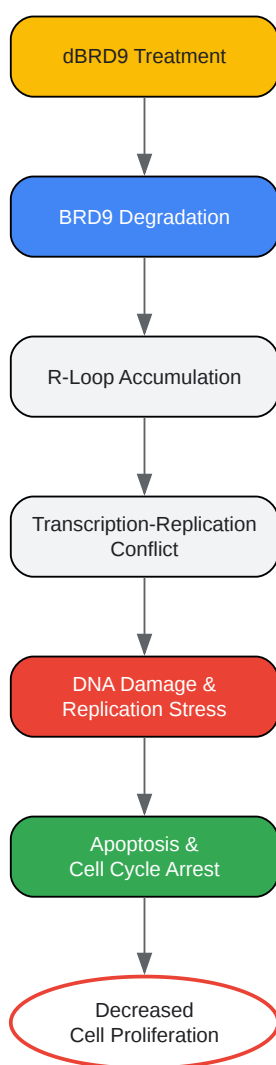 dBRD9 Treatment
BRD9 Degradation
R-Loop Accumulation
Transcription-Replication
Conflict
DNA Damage &
Replication Stress
Apoptosis &
Cell Cycle Arrest
Decreased
Cell Proliferation